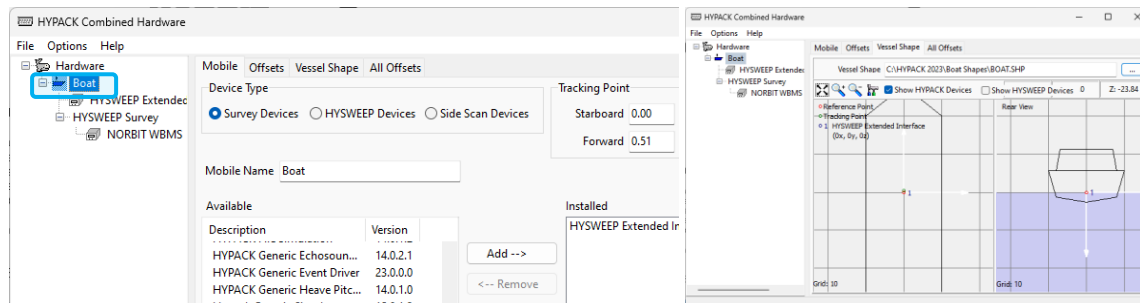 HYPACK Combined Hardware
File Options Help
Hardware
Boat
HYSWEEP Extended
HYSWEEP Survey
NORBIT WBMS
Mobile Offsets Vessel Shape All Offsets
Device Type
Survey Devices HYSWEEP Devices Side Scan Devices
Tracking Point
Starboard 0.00
Forward 0.51
Mobile Name Boat
Available
Description Version
HYPACK Generic Echosoun... 14.0.2.1
HYPACK Generic Event Driver 23.0.0.0
HYPACK Generic Heave Pitc... 14.0.1.0
Add -->
<-- Remove
Installed
HYSWEEP Extended In
HYPACK Combined Hardware
File Options Help
Hardware
Boat
HYSWEEP Extende
HYSWEEP Survey
NORBIT WBMS
Mobile Offsets Vessel Shape All Offsets
Vessel Shape C:\HYPACK 2023\Boat Shapes\BOAT.SHP ...
Show HYPACK Devices Show HYSWEEP Devices 0 Z: -23.84
Reference Point
Tracking Point
1 HYSWEEP Extended Interface
(0x, 0y, 0z)
1
Grid: 10
Rear View
1
Grid: 10